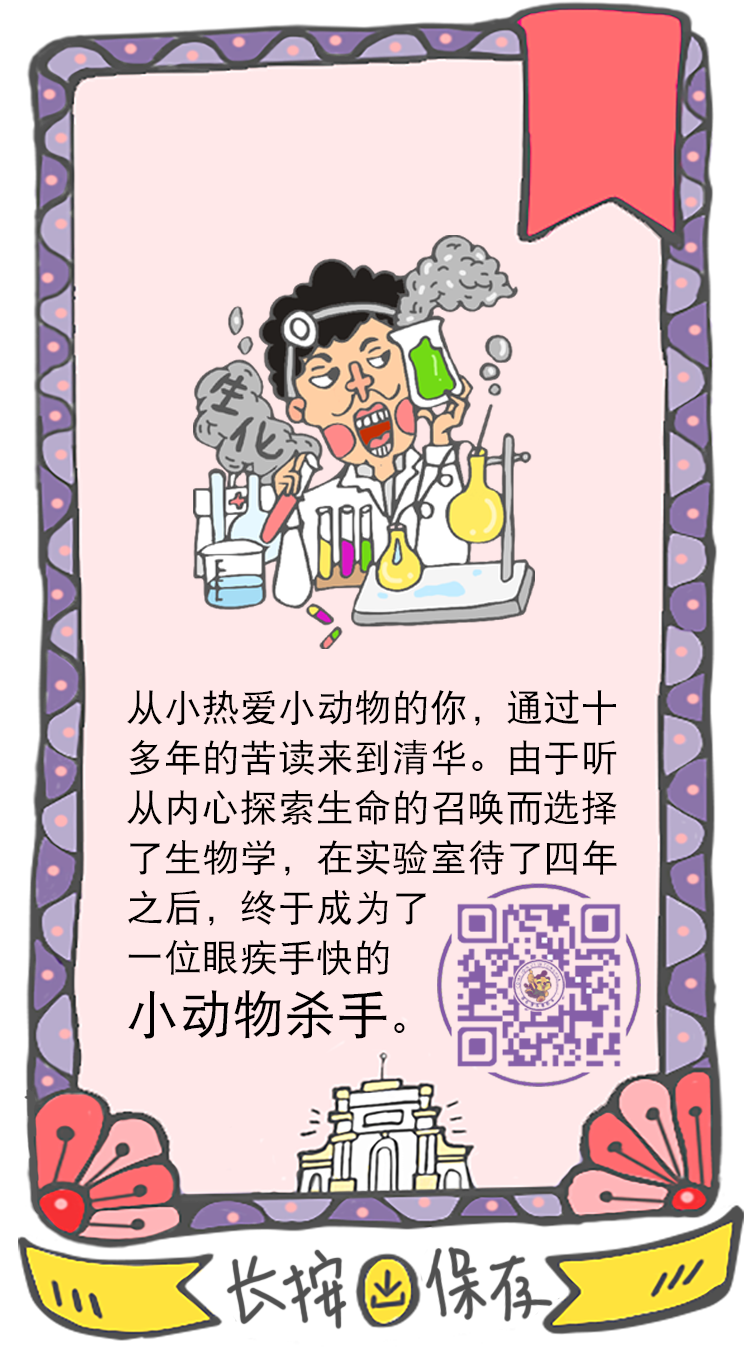 生化
从小热爱小动物的你，通过十
多年的苦读来到清华。由于听
从内心探索生命的召唤而选择
了生物学，在实验室待了四年
之后，终于成为了
一位眼疾手快的
小动物杀手。
长按保存